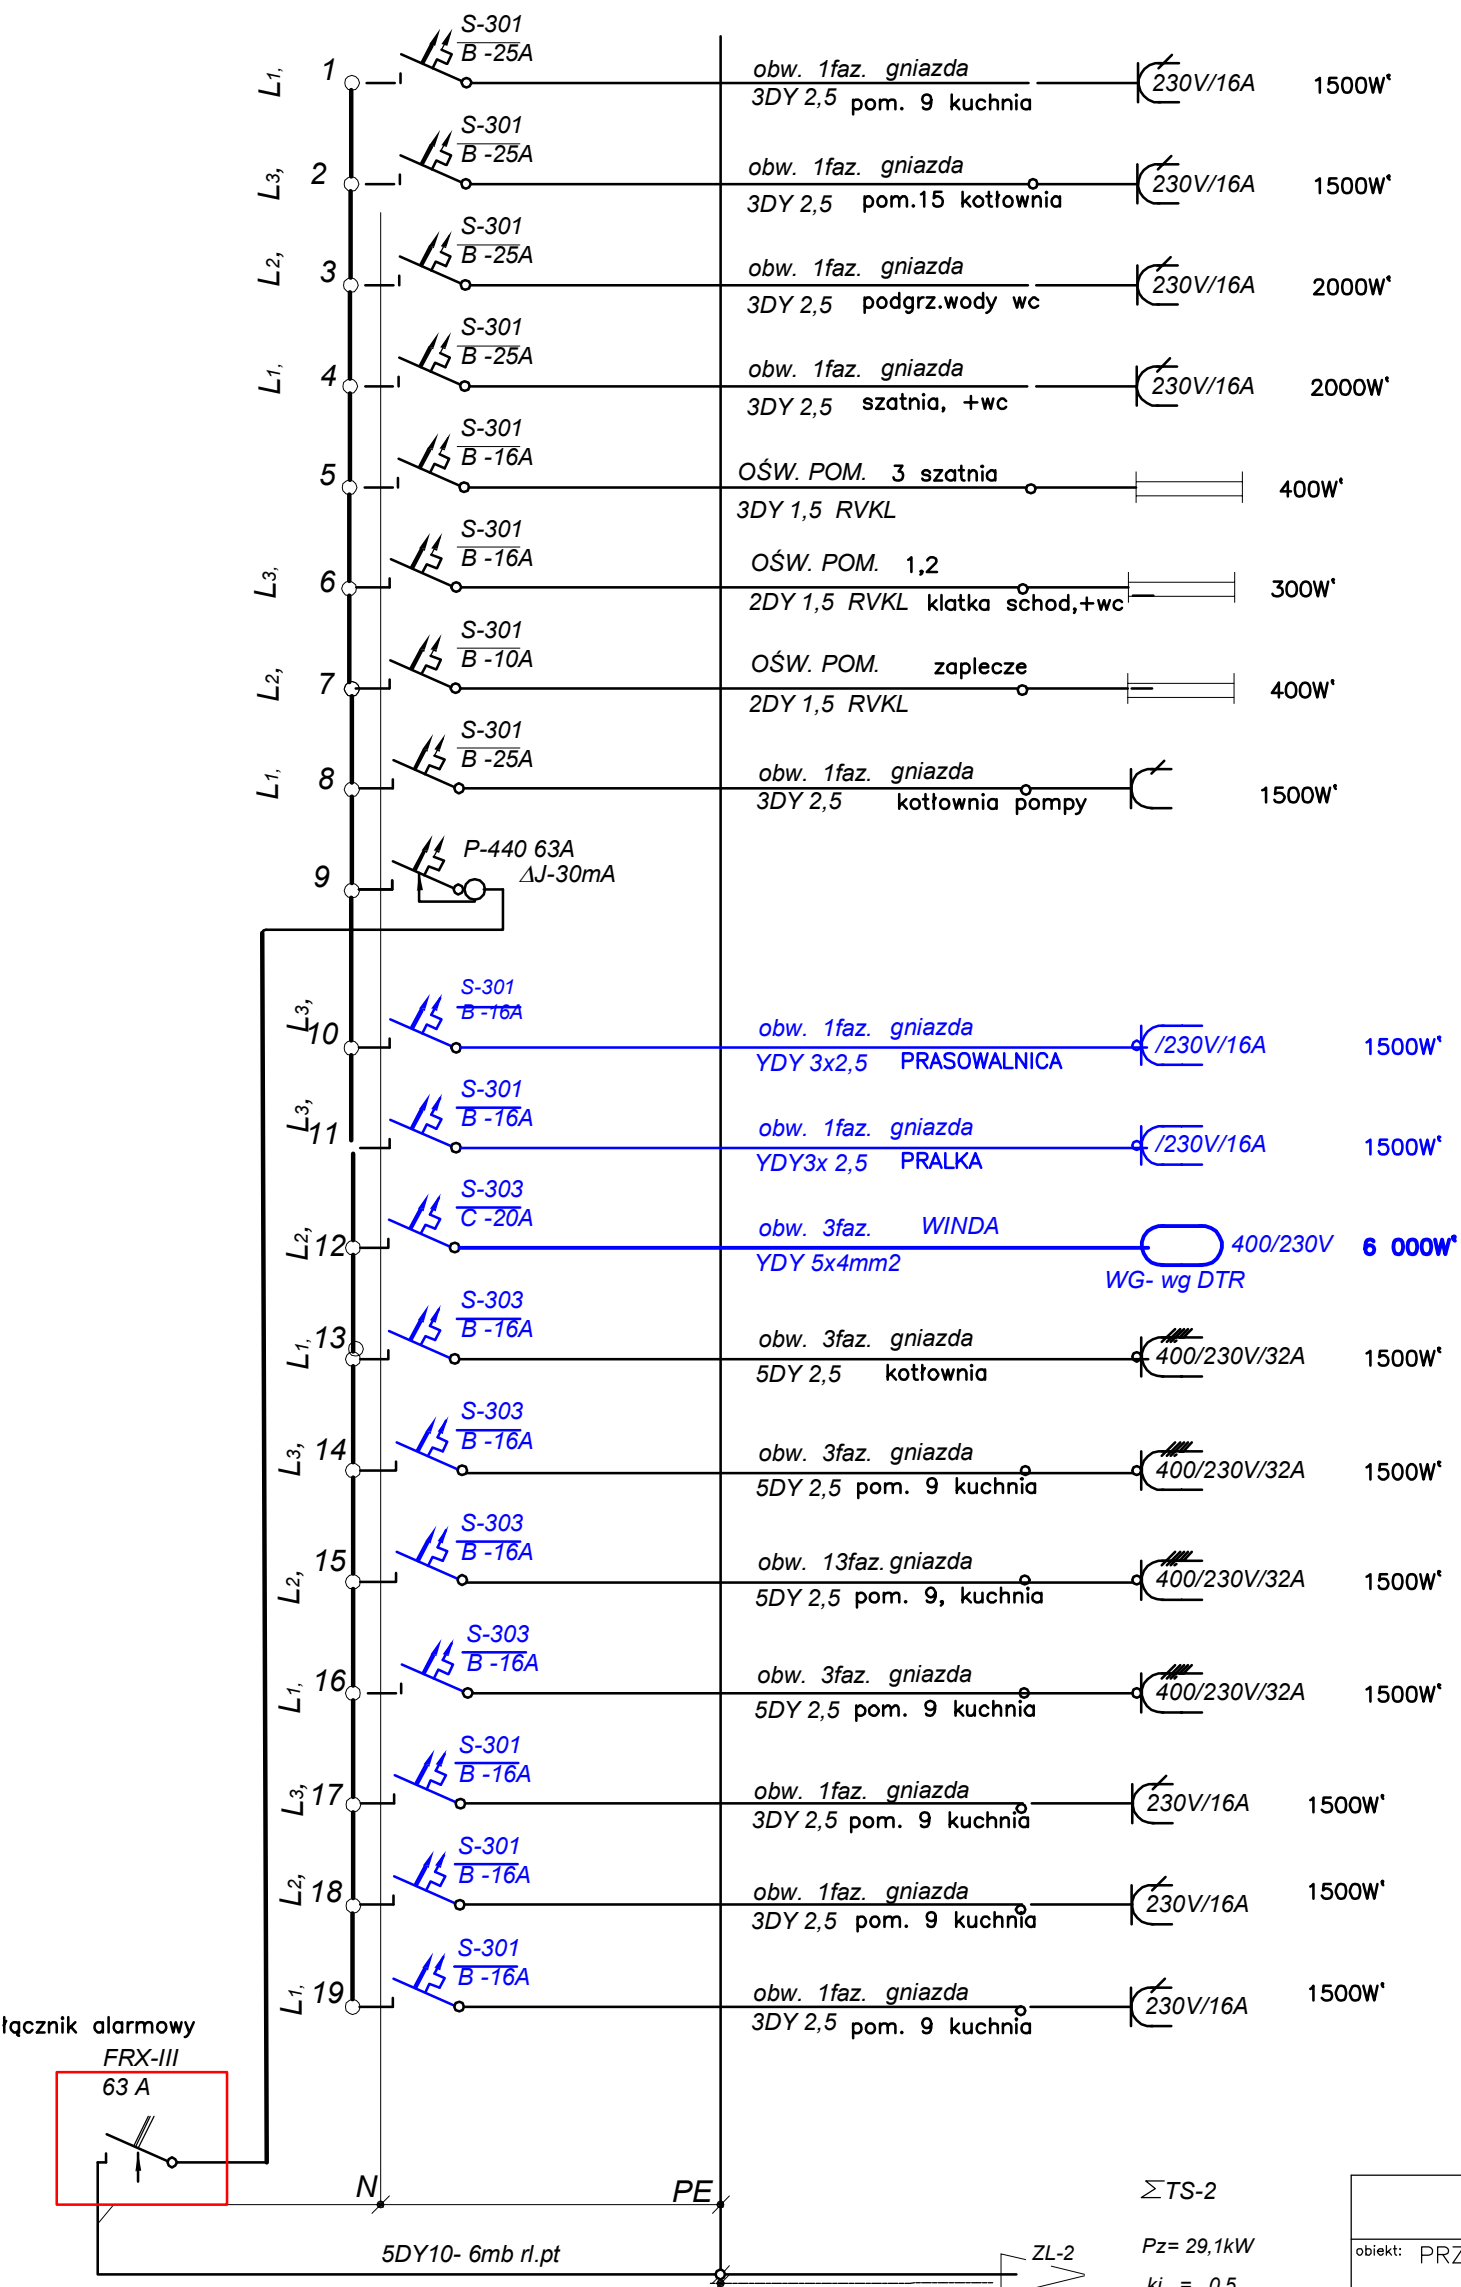 S-301
B -25A
L1,
1
obw. 1faz. gniazda
3DY 2,5 pom. 9 kuchnia
230V/16A
1500W
S-301
B -25A
L3,
2
obw. 1faz. gniazda
3DY 2,5 pom.15 kotłownia
230V/16A
1500W
S-301
B -25A
L2,
3
obw. 1faz. gniazda
3DY 2,5 podgrz.wody wc
230V/16A
2000W
S-301
B -25A
L1,
4
obw. 1faz. gniazda
3DY 2,5 szatnia, +wc
230V/16A
2000W
S-301
B -16A
5
OŚW. POM. 3 szatnia
3DY 1,5 RVKL
400W
S-301
B -16A
L3,
6
OŚW. POM. 1,2
2DY 1,5 RVKL klatka schod,+wc
300W
S-301
B -10A
L2,
7
OŚW. POM. zaplecze
2DY 1,5 RVKL
400W
S-301
B -25A
L1,
8
obw. 1faz. gniazda
3DY 2,5 kotłownia pompy
1500W
9
P-440 63A
ΔJ-30mA
S-301
B -16A
L3,
10
obw. 1faz. gniazda
YDY 3x2,5 PRASOWALNICA
/230V/16A
1500W
S-301
B -16A
L3,
11
obw. 1faz. gniazda
YDY3x 2,5 PRALKA
/230V/16A
1500W
S-303
C -20A
L2,
12
obw. 3faz. WINDA
YDY 5x4mm2
400/230V
6 000W
WG- wg DTR
S-303
B -16A
L1,
13
obw. 3faz. gniazda
5DY 2,5 kotłownia
400/230V/32A
1500W
S-303
B -16A
L3,
14
obw. 3faz. gniazda
5DY 2,5 pom. 9 kuchnia
400/230V/32A
1500W
S-303
B -16A
L2,
15
obw. 13faz. gniazda
5DY 2,5 pom. 9, kuchnia
400/230V/32A
1500W
S-303
B -16A
L1,
16
obw. 3faz. gniazda
5DY 2,5 pom. 9 kuchnia
400/230V/32A
1500W
S-301
B -16A
L3,
17
obw. 1faz. gniazda
3DY 2,5 pom. 9 kuchnia
230V/16A
1500W
S-301
B -16A
L2,
18
obw. 1faz. gniazda
3DY 2,5 pom. 9 kuchnia
230V/16A
1500W
S-301
B -16A
L1,
19
obw. 1faz. gniazda
3DY 2,5 pom. 9 kuchnia
230V/16A
1500W
łącznik alarmowy
FRX-III
63 A
N
PE
5DY10- 6mb rl.pt
ZL-2
ΣTS-2
Pz= 29,1kW
kj = 0,5
obiekt: PRZ